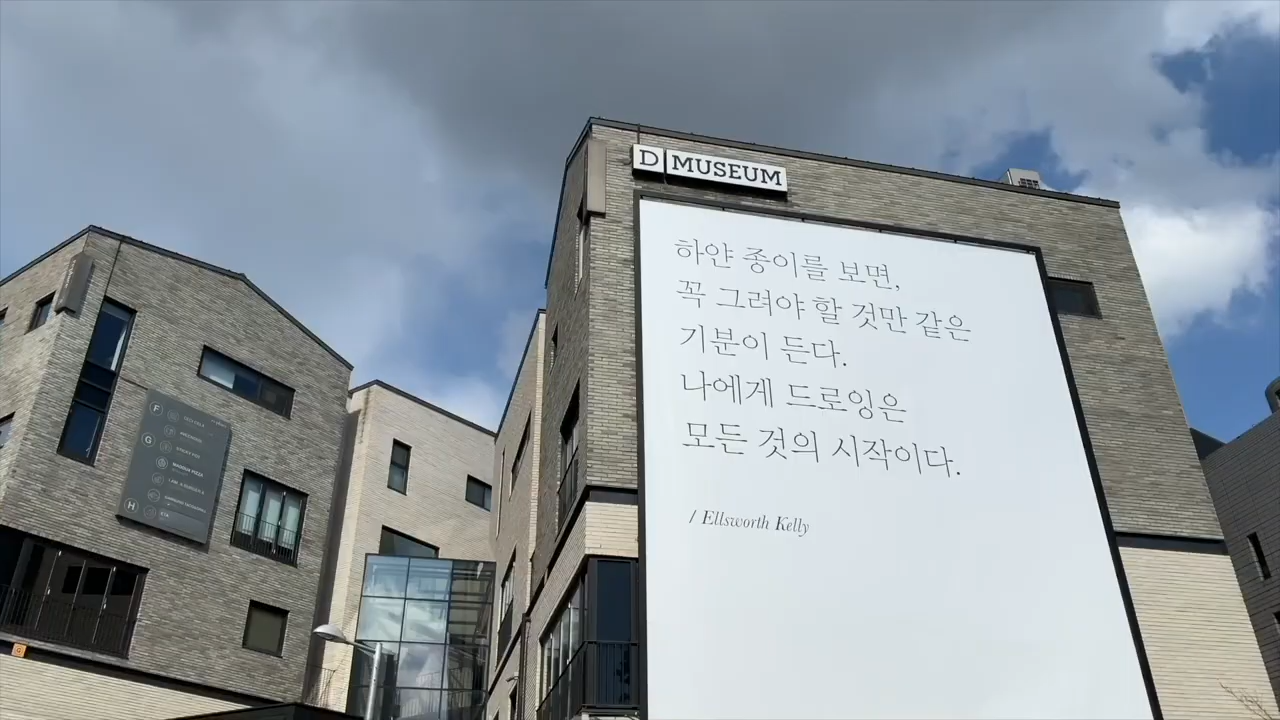 D MUSEUM
하얀 종이를 보면,
꼭 그려야 할 것만 같은
기분이 든다.
나에게 드로잉은
모든 것의 시작이다.
/ Ellsworth Kelly
F
G
H